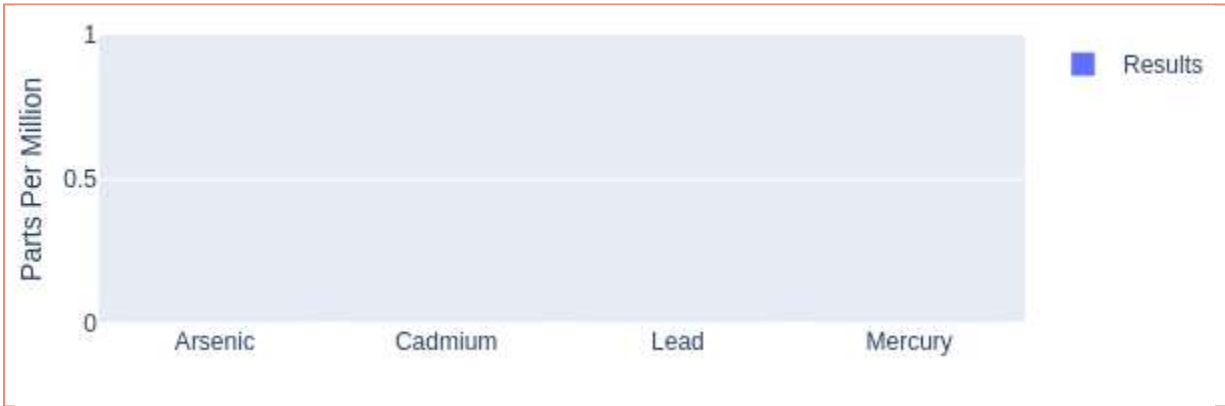 Parts Per Million
1
0.5
0
Arsenic Cadmium Lead Mercury
Results